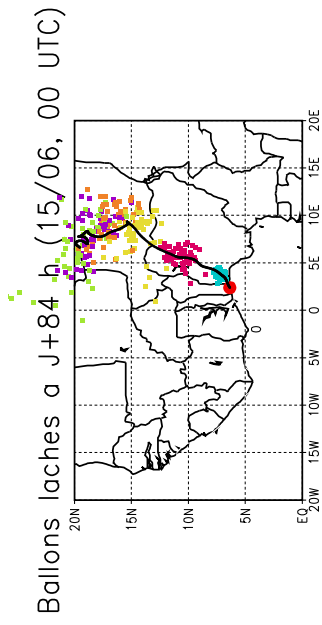 Ballons laches a J+84 h (15/06, 00 UTC)
20N
15N
10N
5N
0
EQ
20W 15W 10W 5W 0 5E 10E 15E 20E